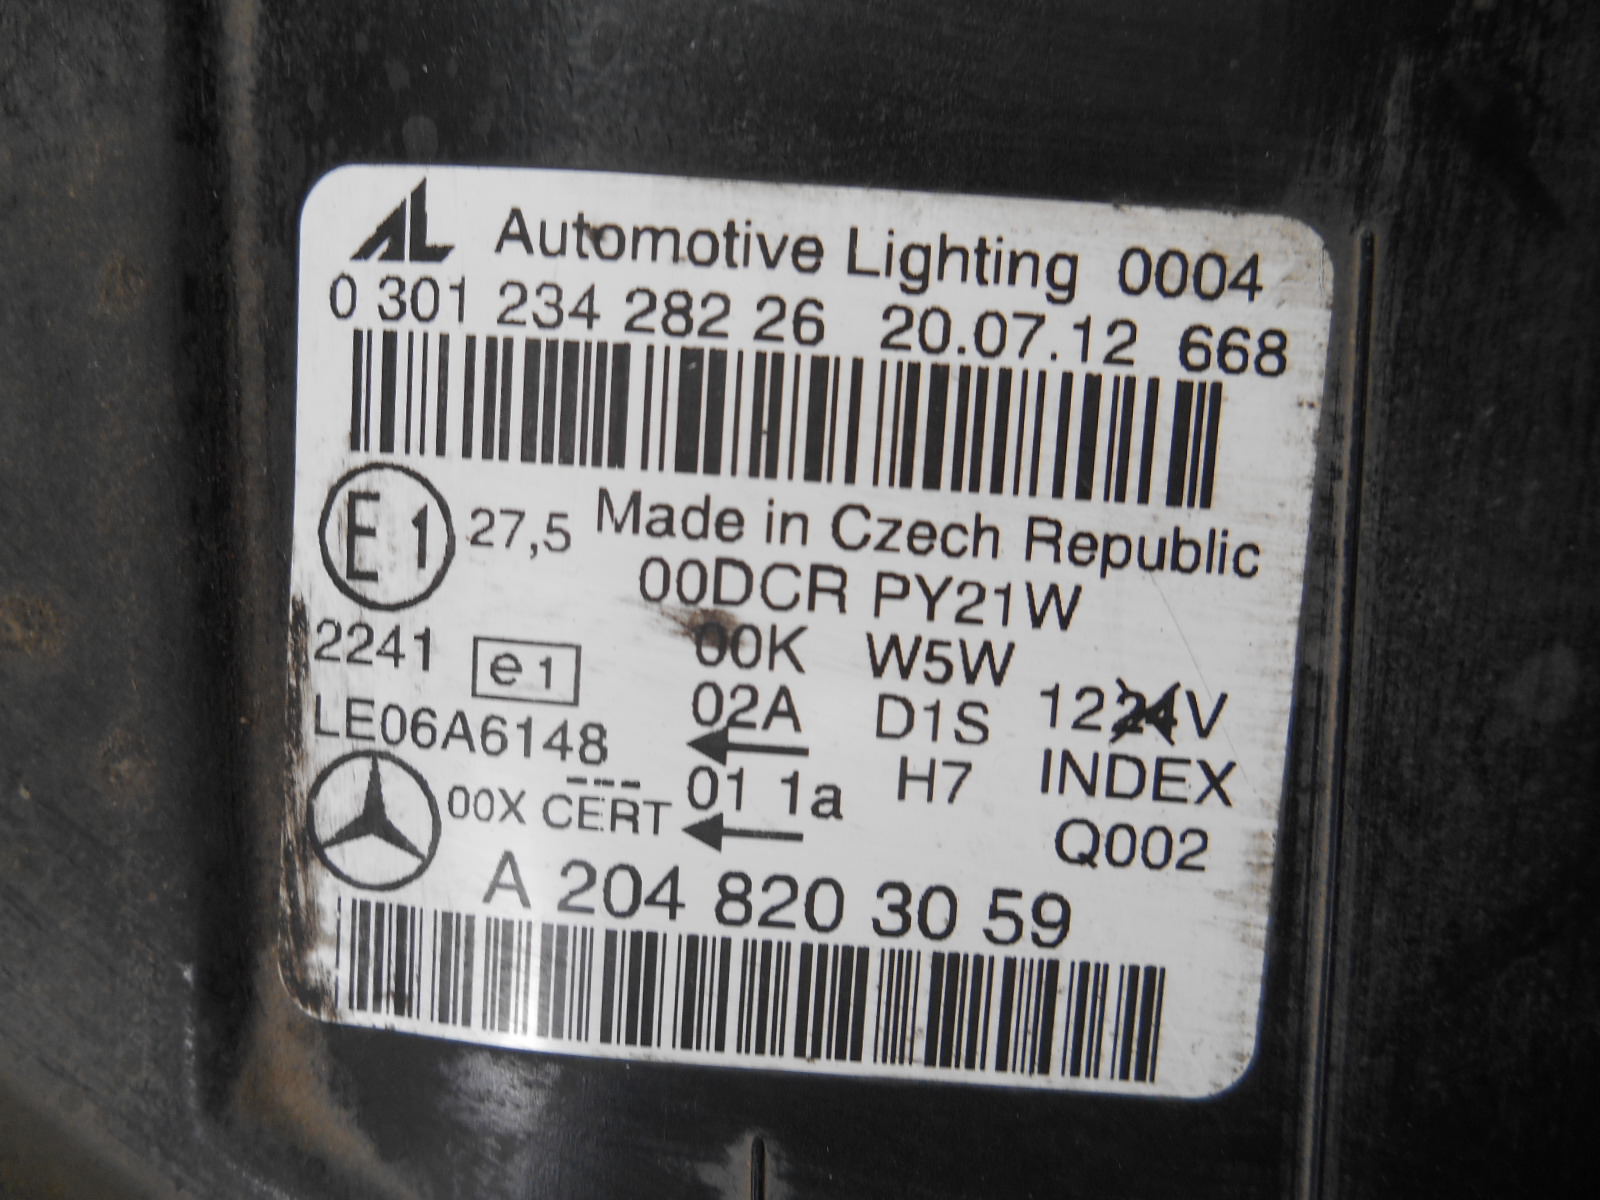 AL Automotive Lighting 0004
0 301 234 282 26 20.07.12 668
E1 27,5 Made in Czech Republic
00DCR PY21W
2241 e1 00K W5W
LE06A6148 02A D1S 1224V
00X CERT 01 1a H7 INDEX
Q002
A 204 820 30 59